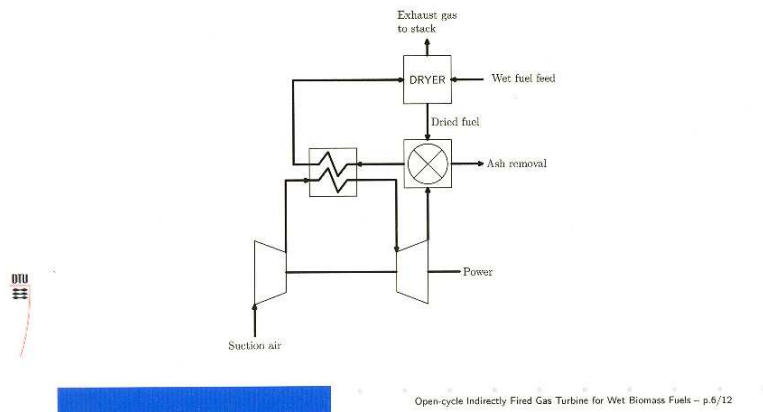 Exhaust gas
to stack
DRYER
Wet fuel feed
Dried fuel
Ash removal
Power
Suction air
DTU
Open-cycle Indirectly Fired Gas Turbine for Wet Biomass Fuels – p.6/12